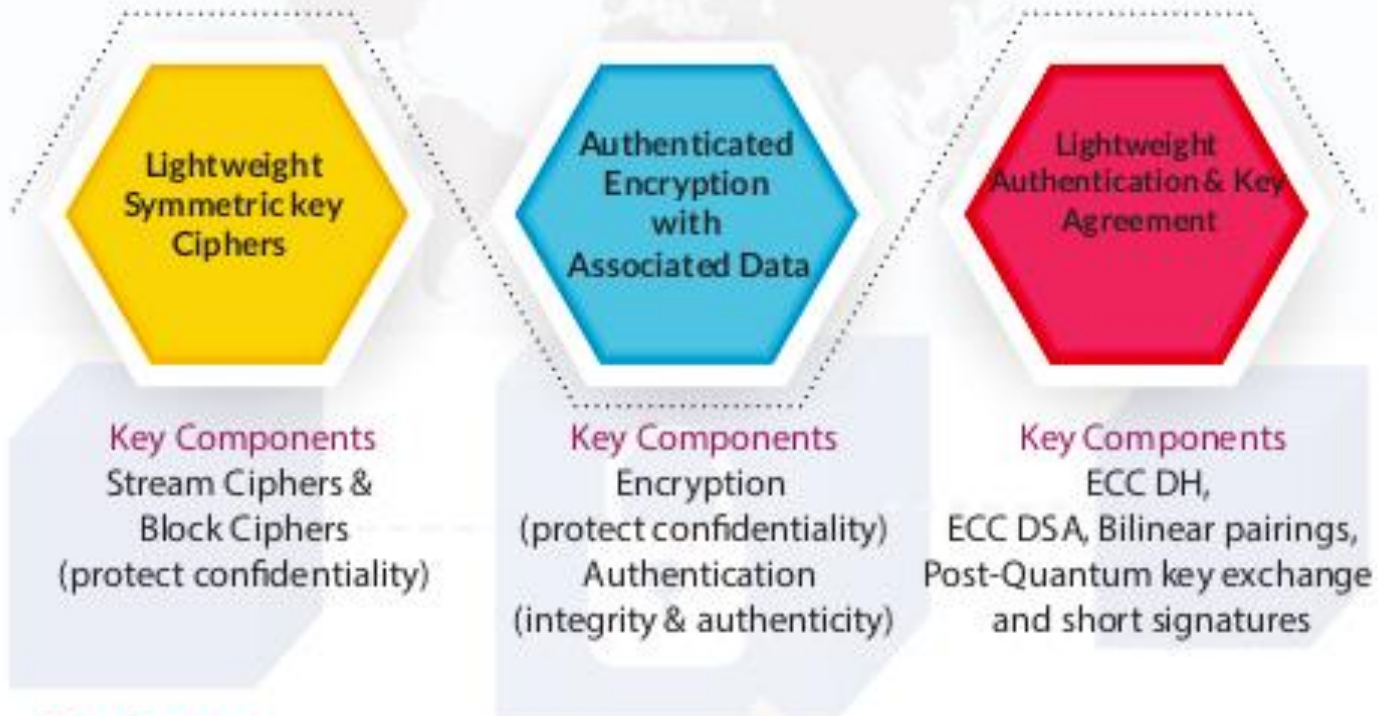 Lightweight
Symmetric key
Ciphers
Authenticated
Encryption
with
Associated Data
Lightweight
Authentication & Key
Agreement
Key Components
Stream Ciphers &
Block Ciphers
(protect confidentiality)
Key Components
Encryption
(protect confidentiality)
Authentication
(integrity & authenticity)
Key Components
ECC DH,
ECC DSA, Bilinear pairings,
Post-Quantum key exchange
and short signatures